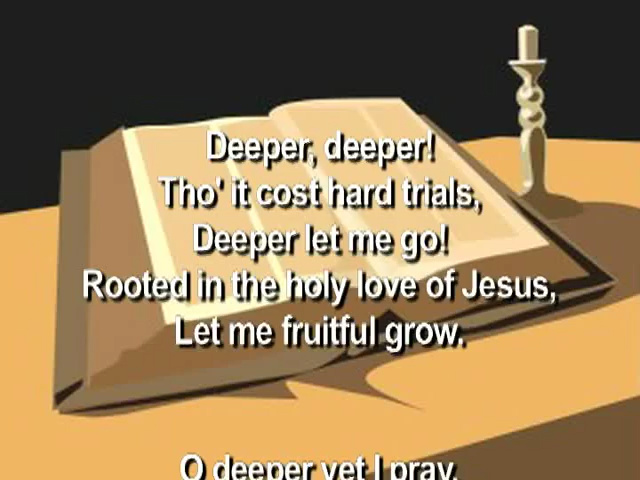 Deeper, deeper!
Tho' it cost hard trials,
Deeper let me go!
Rooted in the holy love of Jesus,
Let me fruitful grow.
O deeper yet I pray,